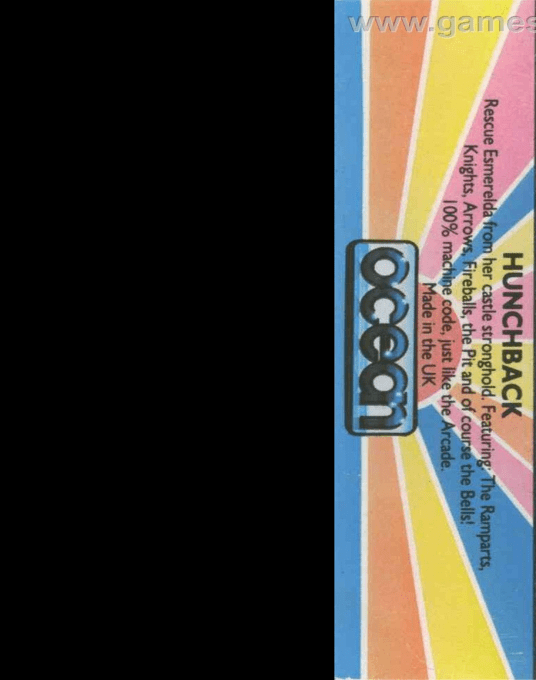 www.games
HUNCHBACK
Rescue Esmerelda from her castle stronghold. Featuring: The Ramparts,
Knights, Arrows, Fireballs, the Pit and of course the Bells!
100% machine code, just like the Arcade.
Made in the UK
ocean